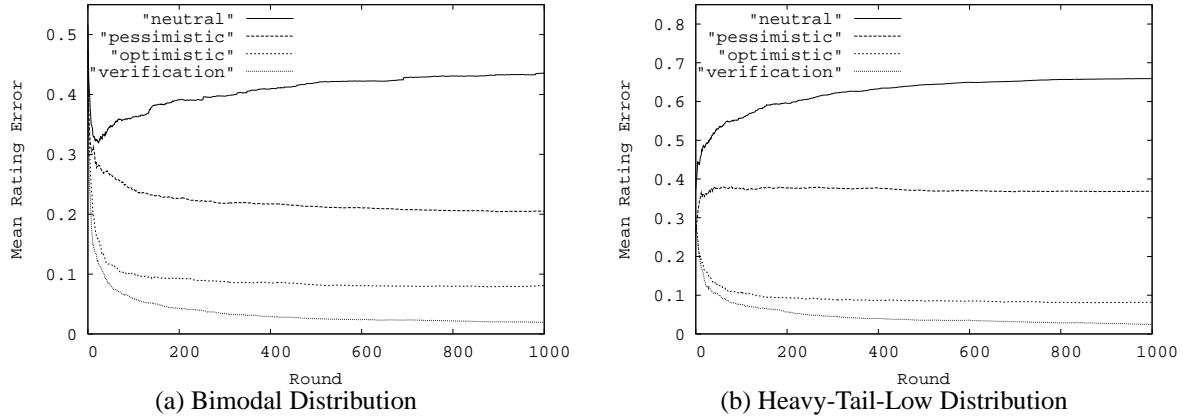 "neutral"
"pessimistic"
"optimistic"
"verification"
0.5
0.4
0.3
0.2
0.1
0
Mean Rating Error
0 200 400 600 800 1000
Round
(a) Bimodal Distribution
"neutral"
"pessimistic"
"optimistic"
"verification"
0.8
0.7
0.6
0.5
0.4
0.3
0.2
0.1
0
Mean Rating Error
0 200 400 600 800 1000
Round
(b) Heavy-Tail-Low Distribution